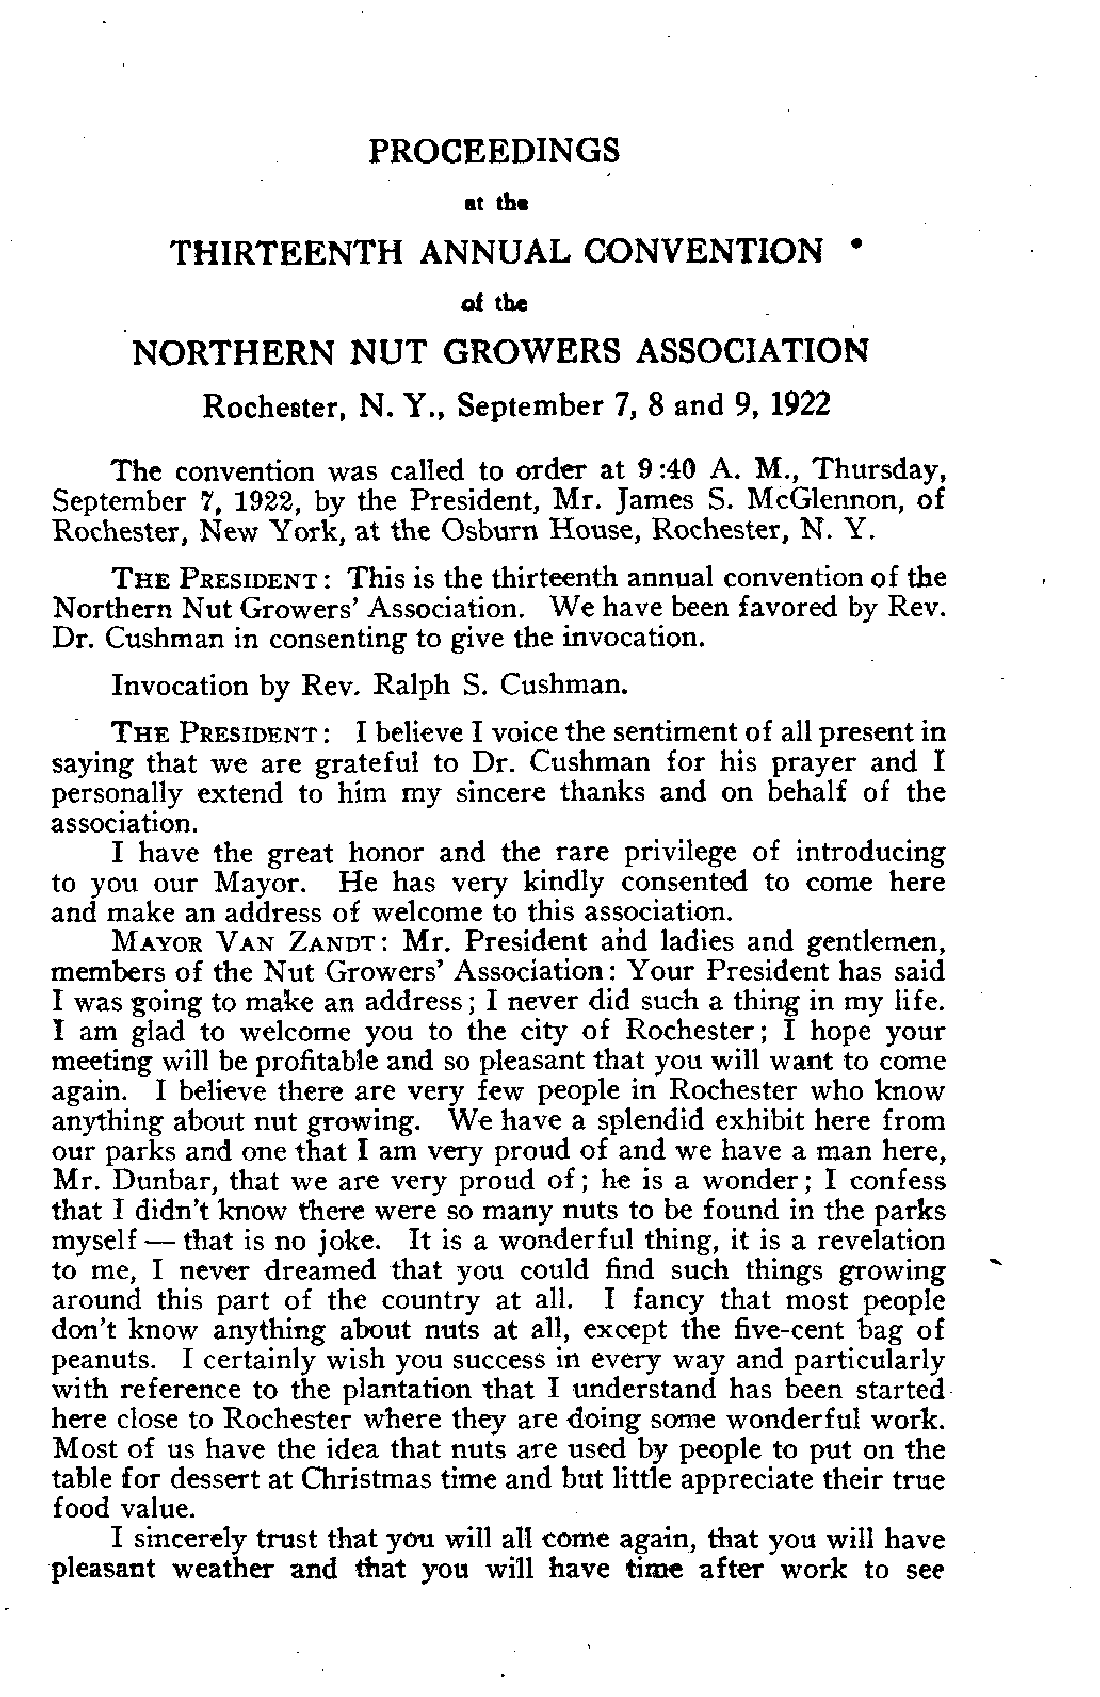 PROCEEDINGS
at the
THIRTEENTH ANNUAL CONVENTION
of the
NORTHERN NUT GROWERS ASSOCIATION
Rochester, N. Y., September 7, 8 and 9, 1922
The convention was called to order at 9:40 A. M., Thursday,
September 7, 1922, by the President, Mr. James S. McGlennon, of
Rochester, New York, at the Osburn House, Rochester, N. Y.
THE PRESIDENT: This is the thirteenth annual convention of the
Northern Nut Growers' Association. We have been favored by Rev.
Dr. Cushman in consenting to give the invocation.
Invocation by Rev. Ralph S. Cushman.
THE PRESIDENT: I believe I voice the sentiment of all present in
saying that we are grateful to Dr. Cushman for his prayer and I
personally extend to him my sincere thanks and on behalf of the
association.
I have the great honor and the rare privilege of introducing
to you our Mayor. He has very kindly consented to come here
and make an address of welcome to this association.
MAYOR VAN ZANDT: Mr. President and ladies and gentlemen,
members of the Nut Growers' Association: Your President has said
I was going to make an address; I never did such a thing in my life.
I am glad to welcome you to the city of Rochester; I hope your
meeting will be profitable and so pleasant that you will want to come
again. I believe there are very few people in Rochester who know
anything about nut growing. We have a splendid exhibit here from
our parks and one that I am very proud of and we have a man here,
Mr. Dunbar, that we are very proud of; he is a wonder; I confess
that I didn't know there were so many nuts to be found in the parks
myself — that is no joke. It is a wonderful thing, it is a revelation
to me, I never dreamed that you could find such things growing
around this part of the country at all. I fancy that most people
don't know anything about nuts at all, except the five-cent bag of
peanuts. I certainly wish you success in every way and particularly
with reference to the plantation that I understand has been started
here close to Rochester where they are doing some wonderful work.
Most of us have the idea that nuts are used by people to put on the
table for dessert at Christmas time and but little appreciate their true
food value.
I sincerely trust that you will all come again, that you will have
pleasant weather and that you will have time after work to see